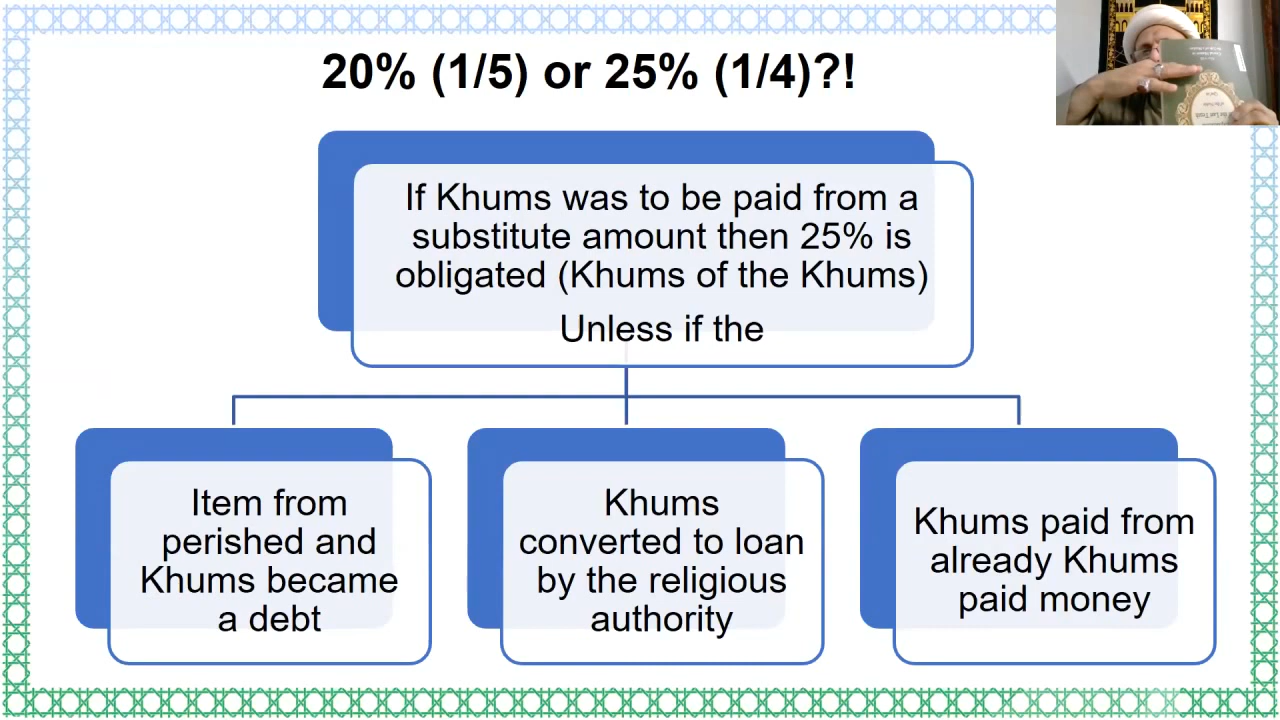 20% (1/5) or 25% (1/4)?!
If Khums was to be paid from a
substitute amount then 25% is
obligated (Khums of the Khums)
Unless if the
Item from
perished and
Khums became
a debt
Khums
converted to loan
by the religious
authority
Khums paid from
already Khums
paid money